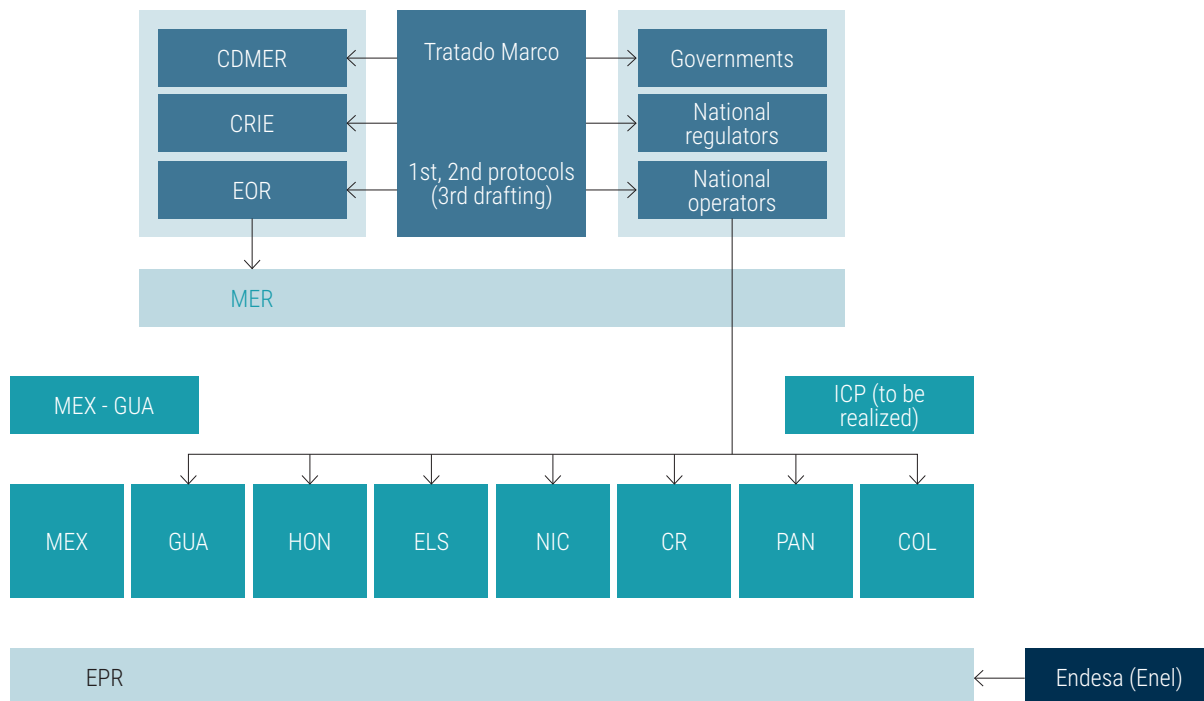 CDMER
Tratado Marco
Governments
CRIE
National
regulators
EOR
1st, 2nd protocols
(3rd drafting)
National
operators
MER
MEX - GUA
ICP (to be
realized)
MEX
GUA
HON
ELS
NIC
CR
PAN
COL
EPR
Endesa (Enel)